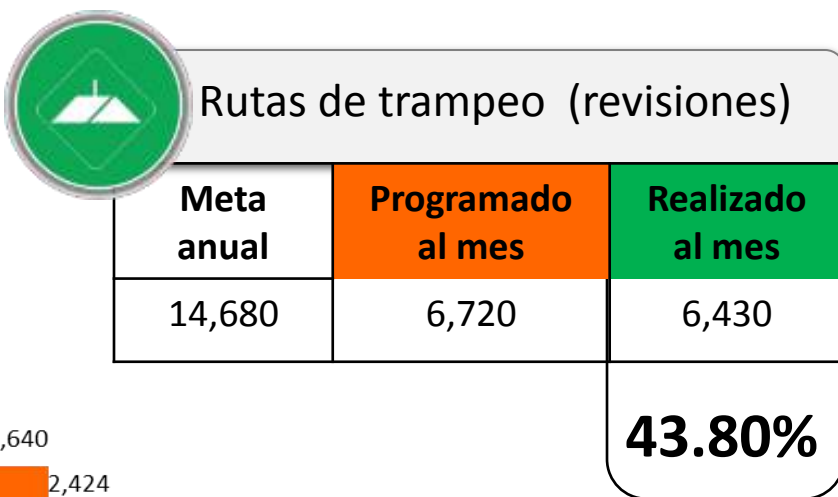 Rutas de trampeo (revisiones)
Meta anual
Programado al mes
Realizado al mes
14,680
6,720
6,430
43.80%
,640
2,424